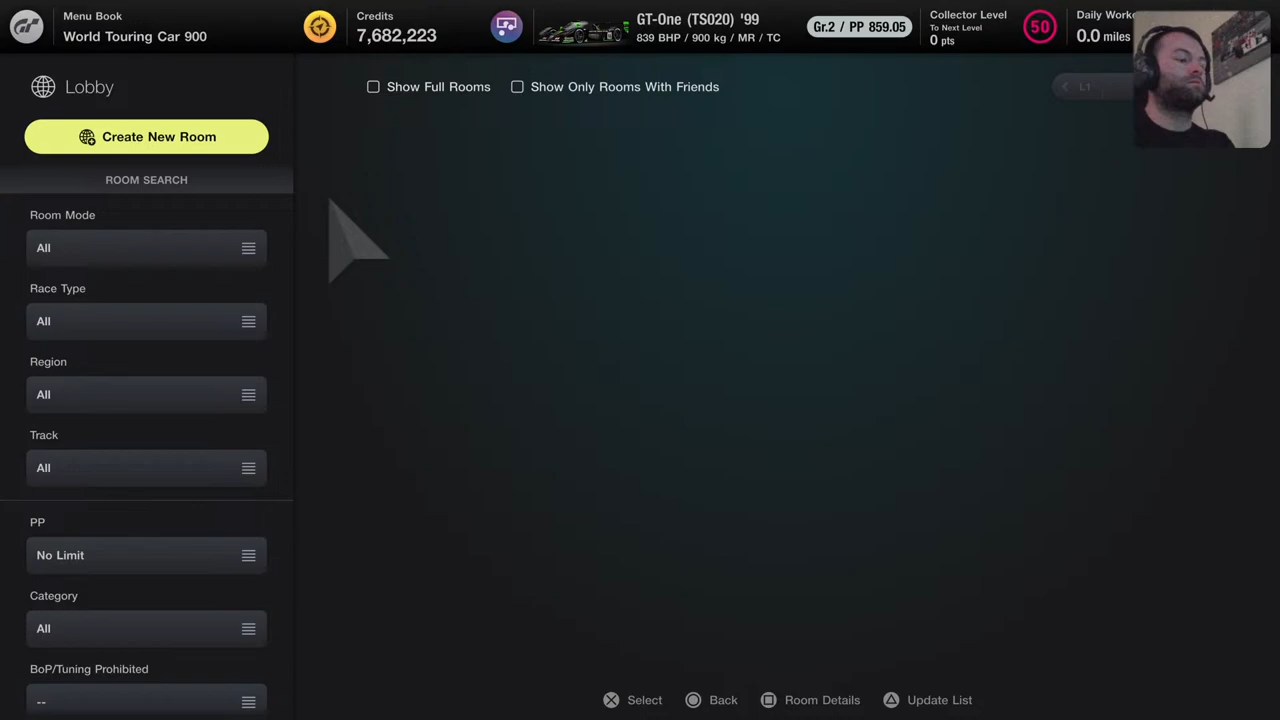 Menu Book
World Touring Car 900
Credits
7,682,223
GT-One (TS020) '99
839 BHP / 900 kg / MR / TC
Gr.2 / PP 859.05
Collector Level
To Next Level
0 pts
50
Daily
0.0 miles
Lobby
Show Full Rooms
Show Only Rooms With Friends
L1
Create New Room
ROOM SEARCH
Room Mode
All
Race Type
All
Region
All
Track
All
PP
No Limit
Category
All
BoP/Tuning Prohibited
--
Select
Back
Room Details
Update List